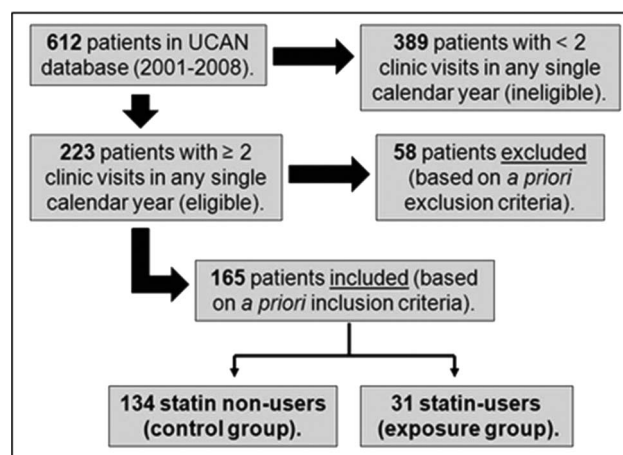 612 patients in UCAN
database (2001-2008).
389 patients with < 2
clinic visits in any single
calendar year (ineligible).
223 patients with ≥ 2
clinic visits in any single
calendar year (eligible).
58 patients excluded
(based on a priori
exclusion criteria).
165 patients included (based
on a priori inclusion criteria).
134 statin non-users
(control group).
31 statin-users
(exposure group).